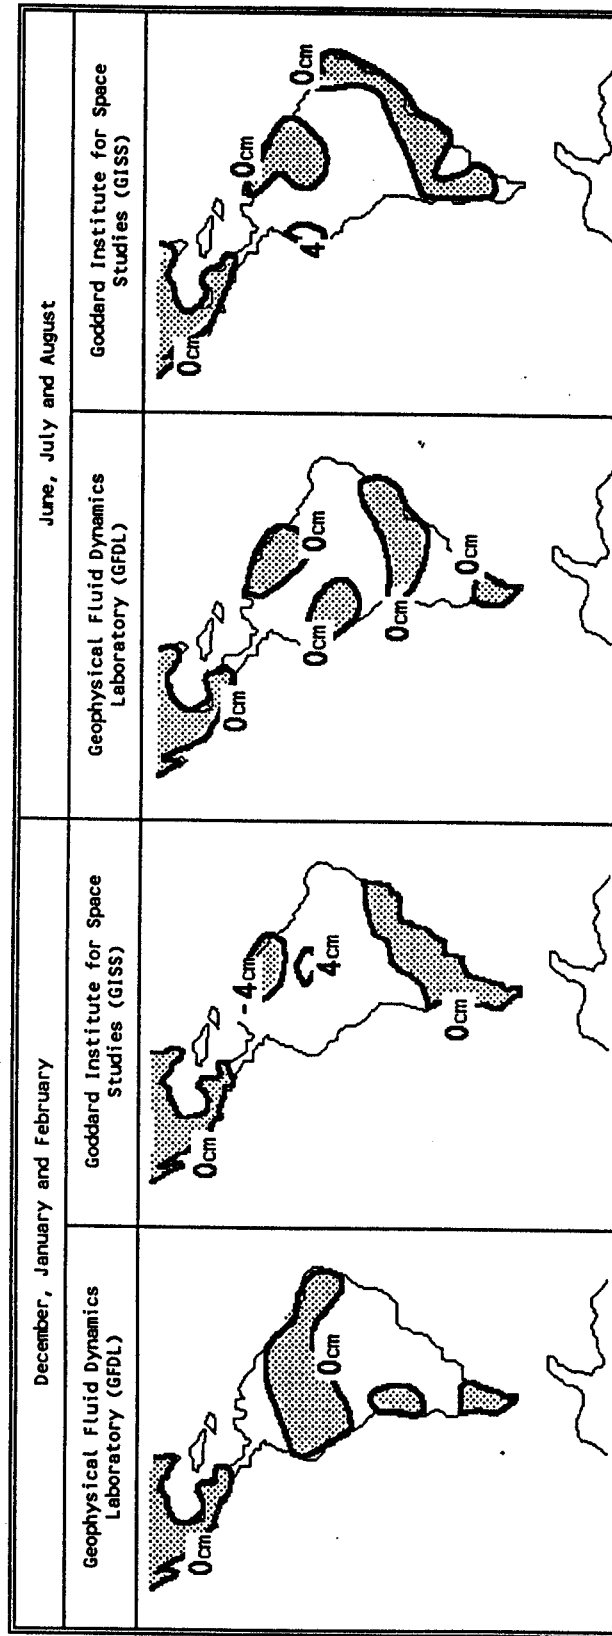 December, January and February
June, July and August
Geophysical Fluid Dynamics
Laboratory (GFDL)
Goddard Institute for Space
Studies (GISS)
Geophysical Fluid Dynamics
Laboratory (GFDL)
Goddard Institute for Space
Studies (GISS)
0cm
0cm
0cm
-4cm
4cm
0cm
0cm
0cm
0cm
0cm
0cm
0cm
0cm
0cm
4